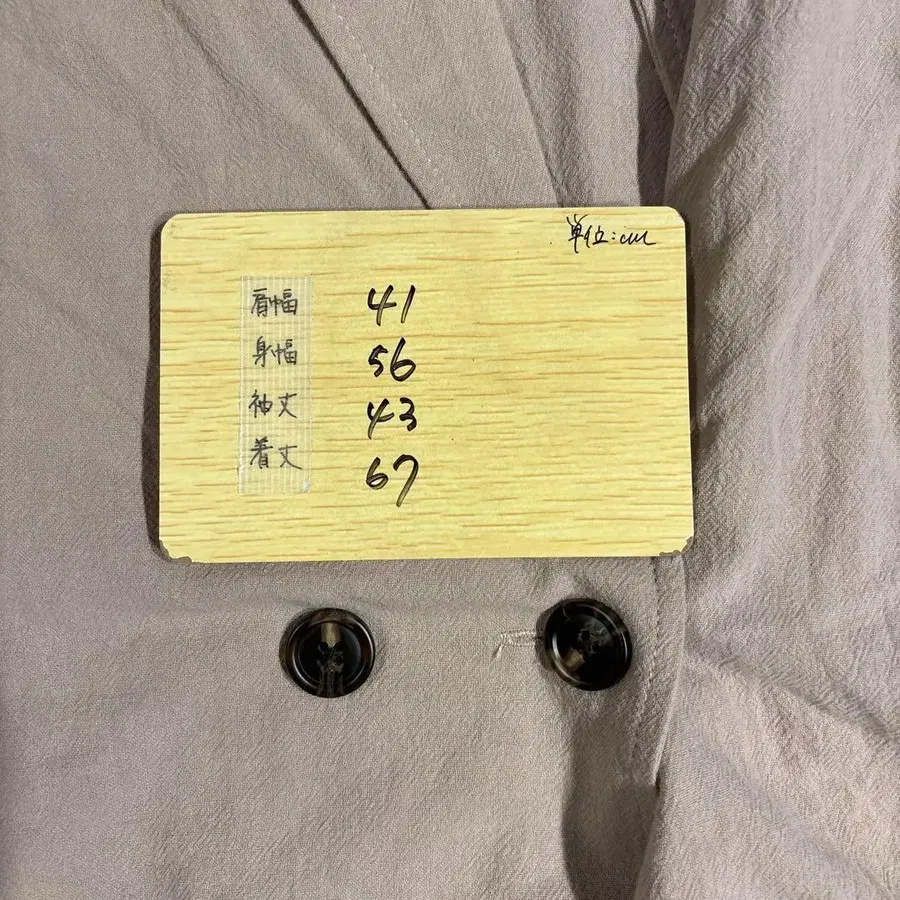 単位:cm
肩幅 41
身幅 56
袖丈 43
着丈 67